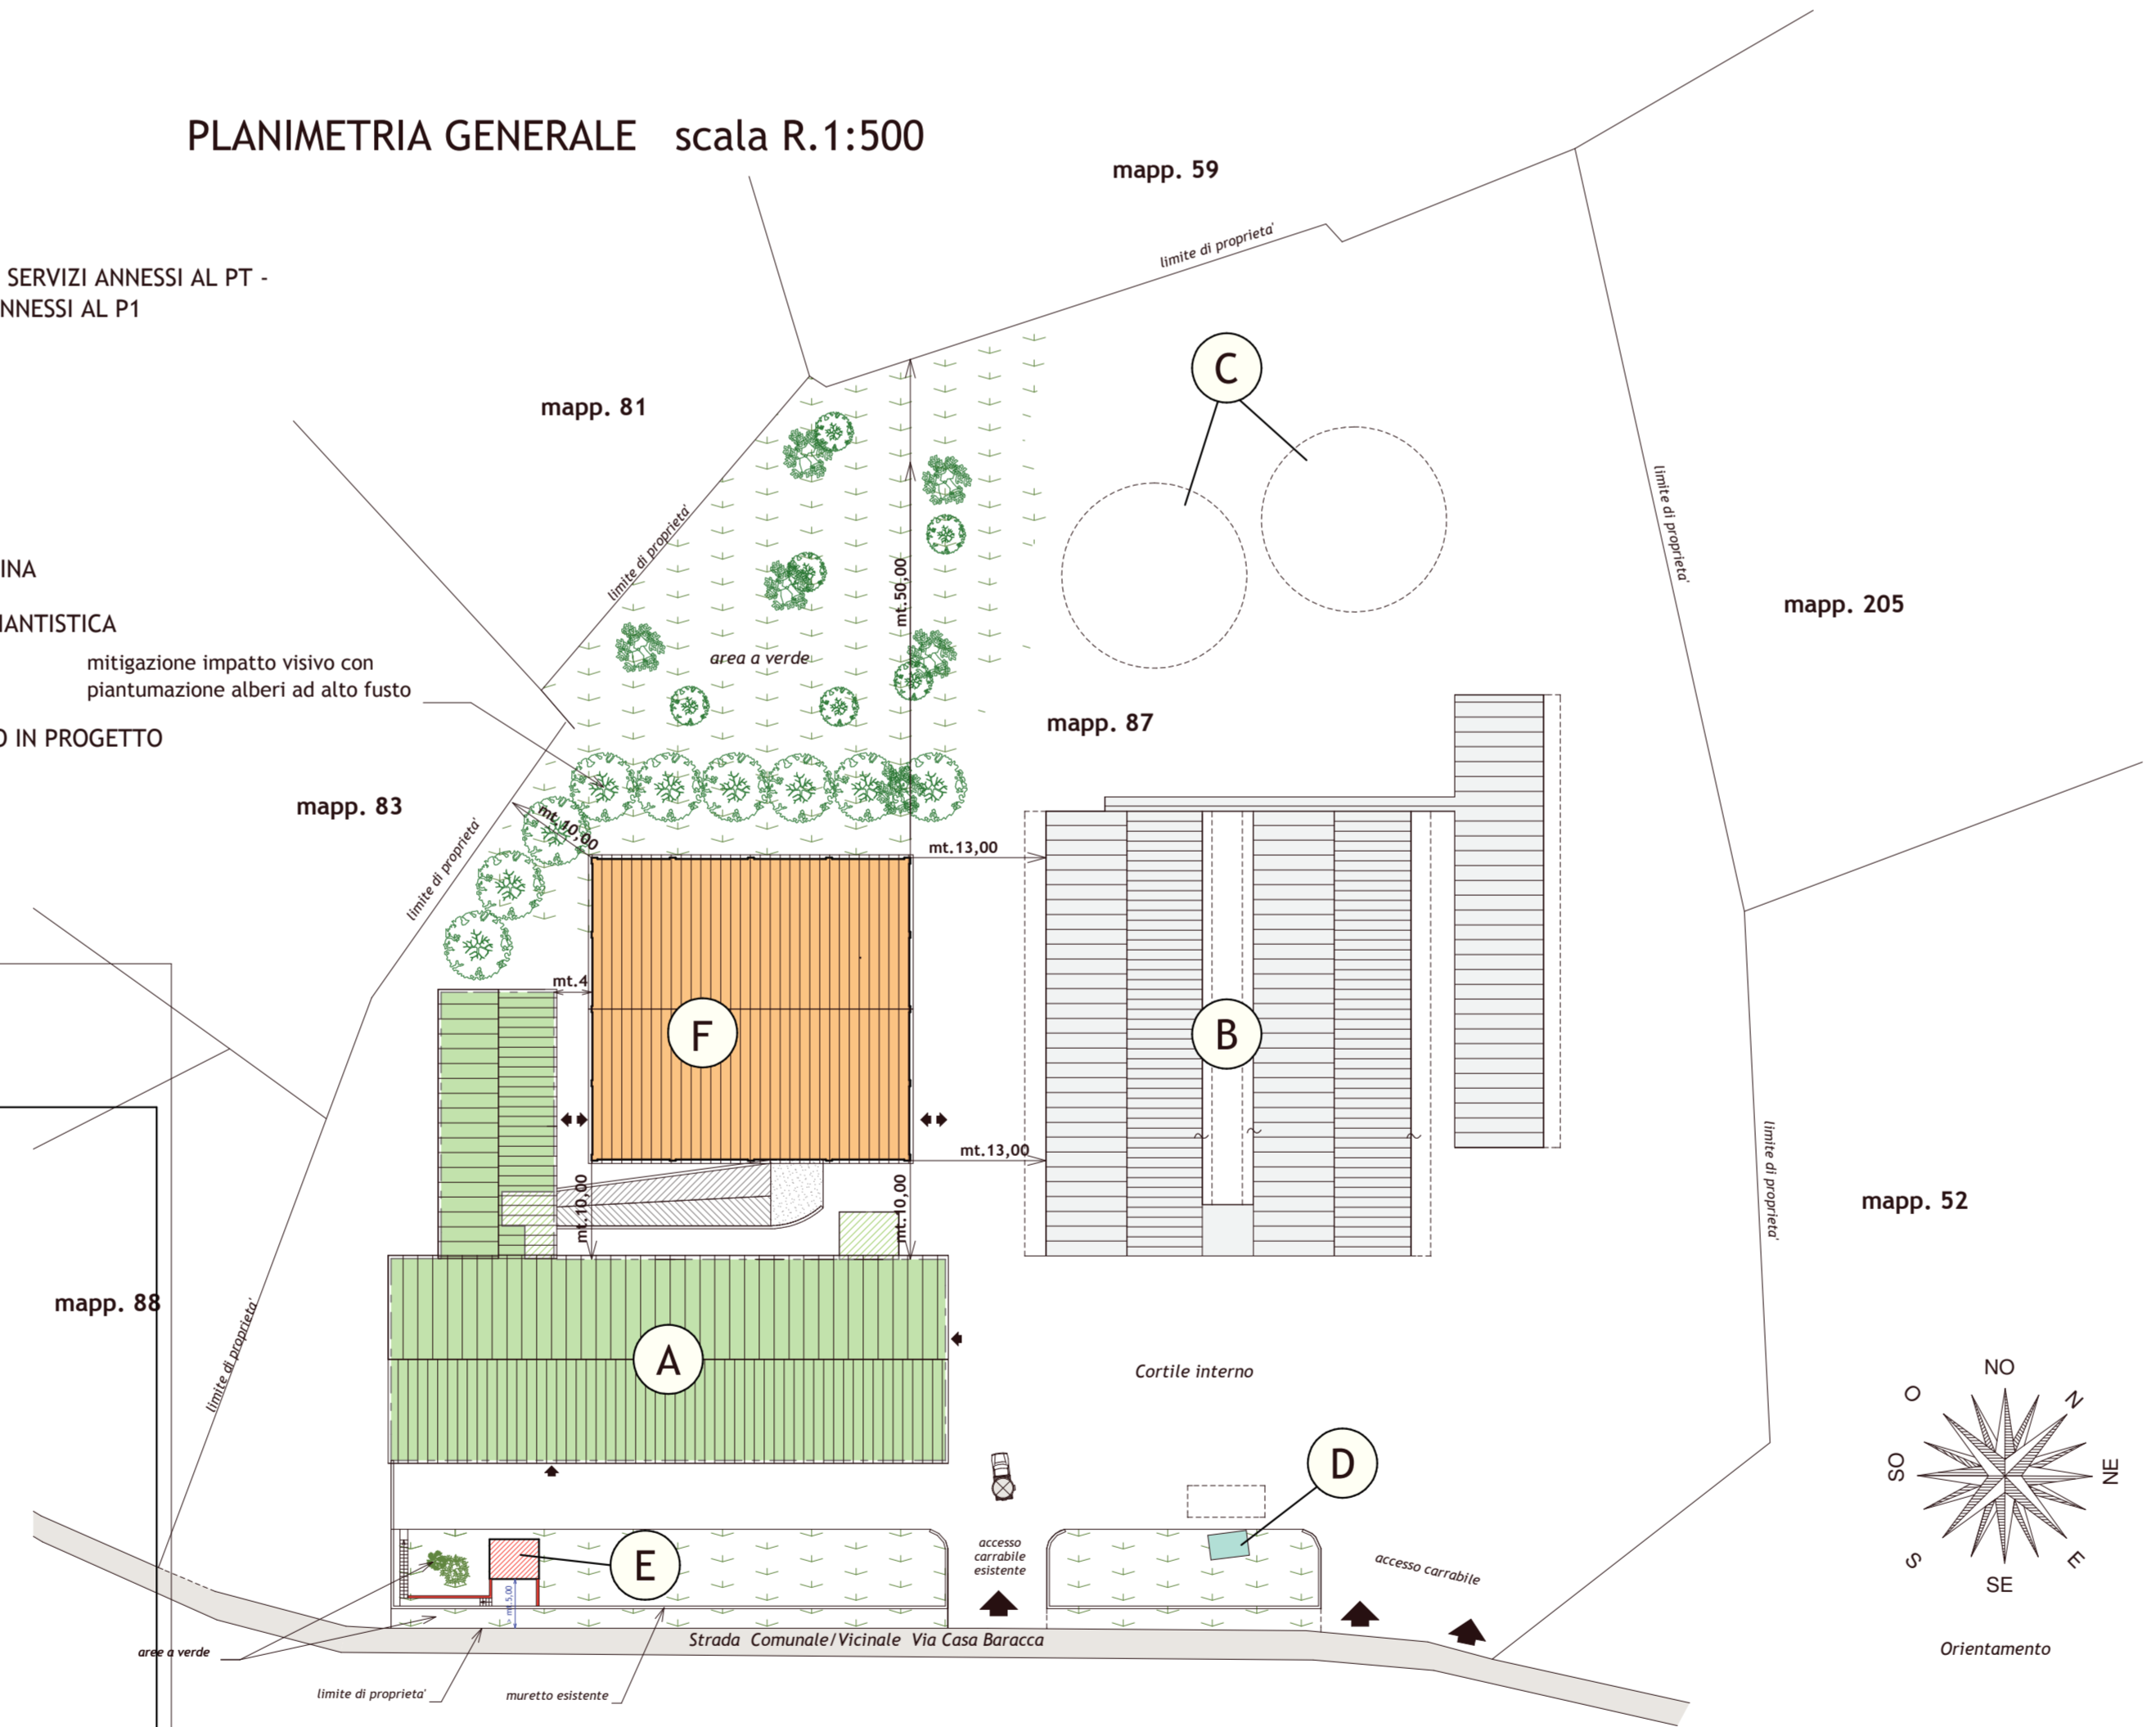 PLANIMETRIA GENERALE scala R.1:500
mapp. 59
limite di proprieta'
SERVIZI ANNESSI AL PT -
NNESSI AL P1
C
mapp. 81
limite di proprieta'
limite di proprieta'
INA
mt.50,00
mapp. 205
IANTISTICA
mitigazione impatto visivo con
piantumazione alberi ad alto fusto
area a verde
mapp. 87
O IN PROGETTO
mapp. 83
mt.10,00
limite di proprieta'
mt.13,00
mt.4
F
B
mt.13,00
limite di proprieta'
mapp. 52
mt.10,00
mt.10,00
mapp. 88
limite di proprieta'
A
Cortile interno
NO
O
N
SO
NE
S
E
SE
Orientamento
D
E
accesso
carrabile
esistente
accesso carrabile
mt.5,00
Strada Comunale/Vicinale Via Casa Baracca
aree a verde
limite di proprieta'
muretto esistente